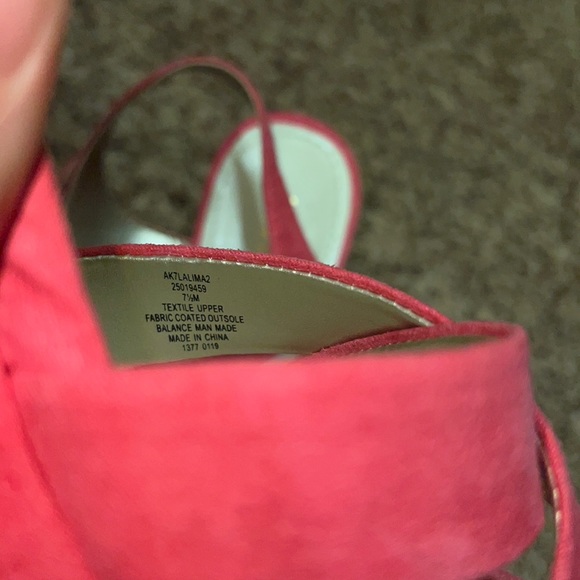 AK7LALIMA2
25019459
7½M
TEXTILE UPPER
FABRIC COATED OUTSOLE
BALANCE MAN MADE
MADE IN CHINA
1377 0119